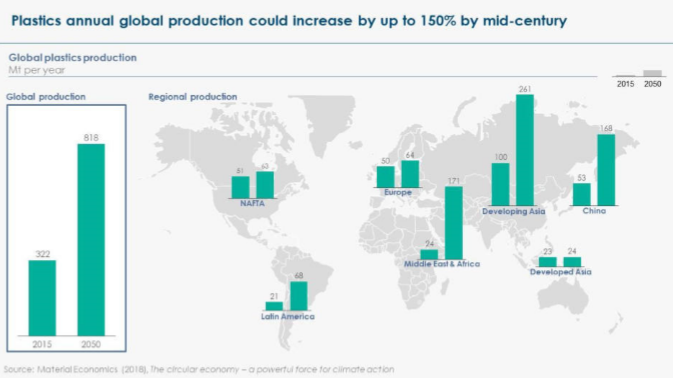 Plastics annual global production could increase by up to 150% by mid-century
Global plastics production
Mt per year
2015 2050
Global production
Regional production
818
322
2015 2050
51 63
NAFTA
21 68
Latin America
50 64
Europe
24 171
Middle East & Africa
100 261
Developing Asia
53 168
China
23 24
Developed Asia
Source: Material Economics (2018), The circular economy – a powerful force for climate action